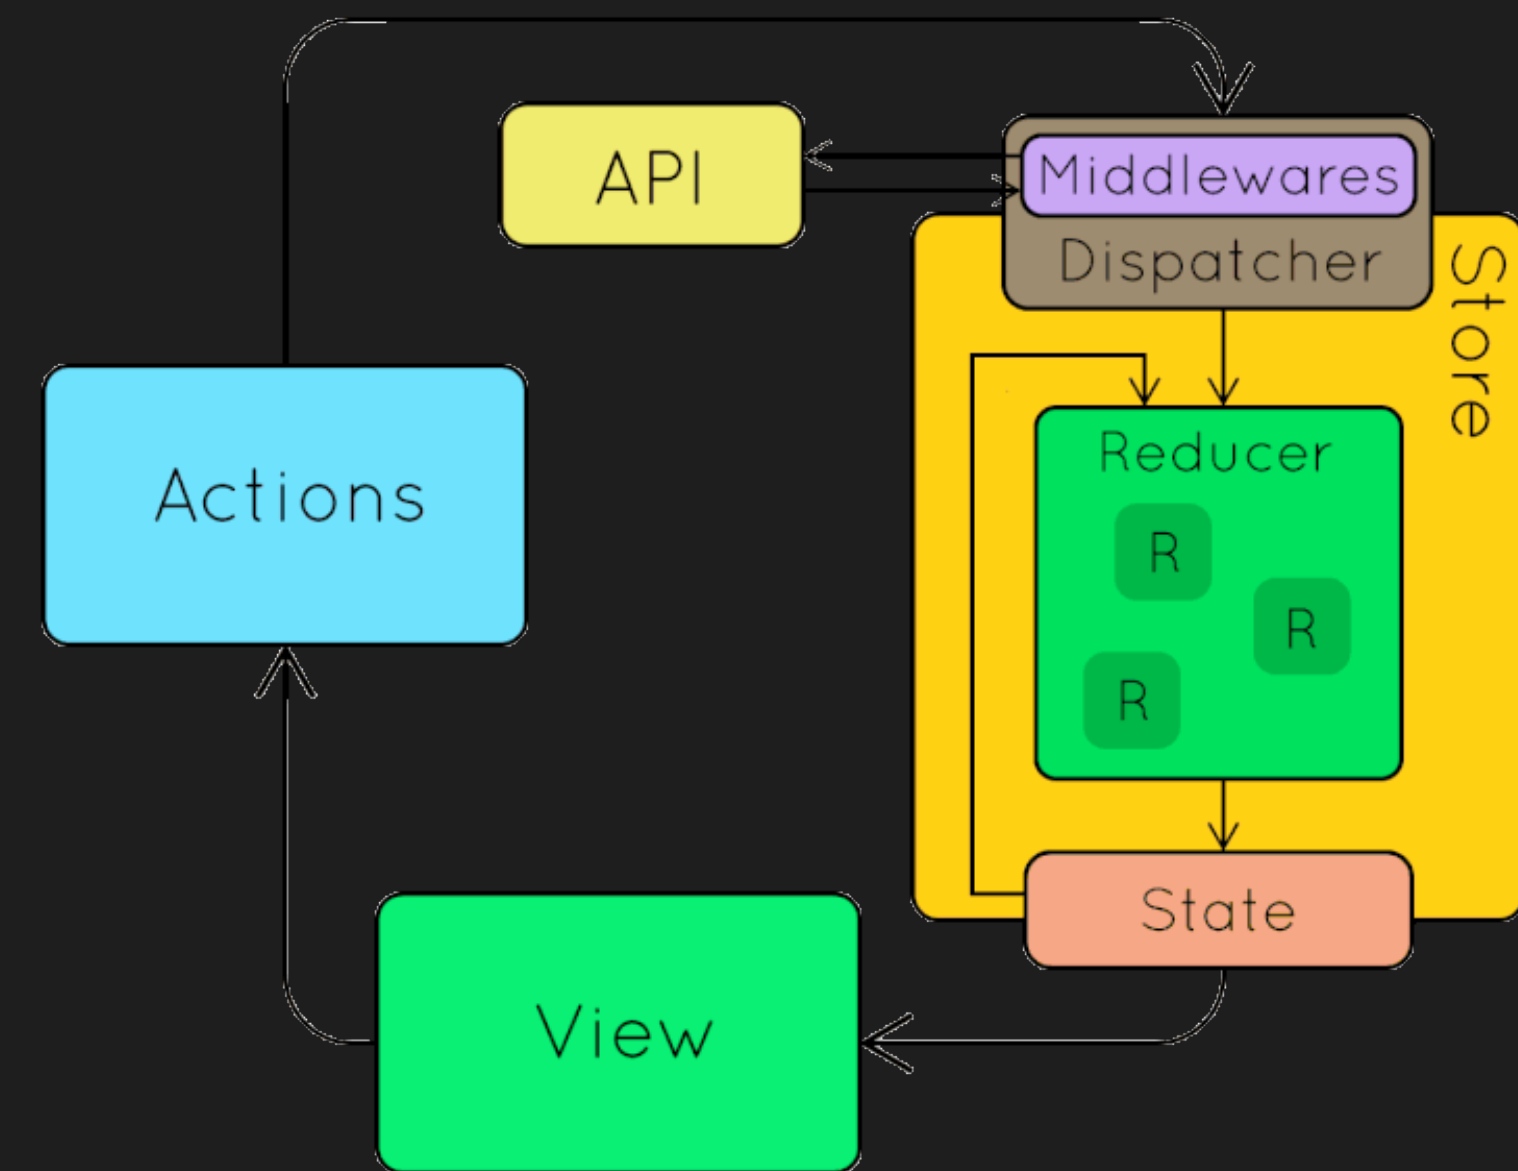 API
Middlewares
Dispatcher
Store
Actions
Reducer
R
R
R
State
View